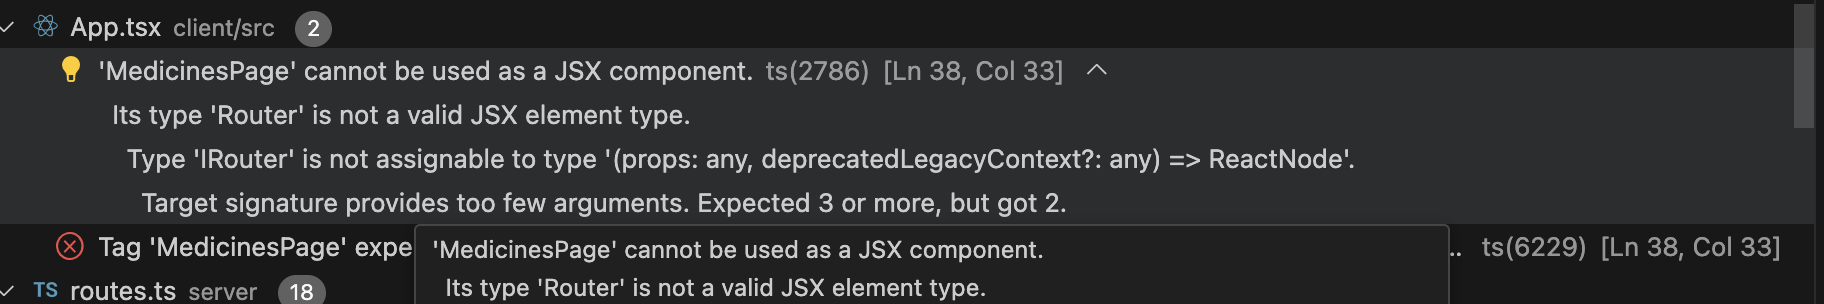 App.tsx client/src 2
'MedicinesPage' cannot be used as a JSX component. ts(2786) [Ln 38, Col 33]
Its type 'Router' is not a valid JSX element type.
Type 'IRouter' is not assignable to type '(props: any, deprecatedLegacyContext?: any) => ReactNode'.
Target signature provides too few arguments. Expected 3 or more, but got 2.
Tag 'MedicinesPage' expe .. ts(6229) [Ln 38, Col 33]
'MedicinesPage' cannot be used as a JSX component.
Its type 'Router' is not a valid JSX element type.
TS routes.ts server 18